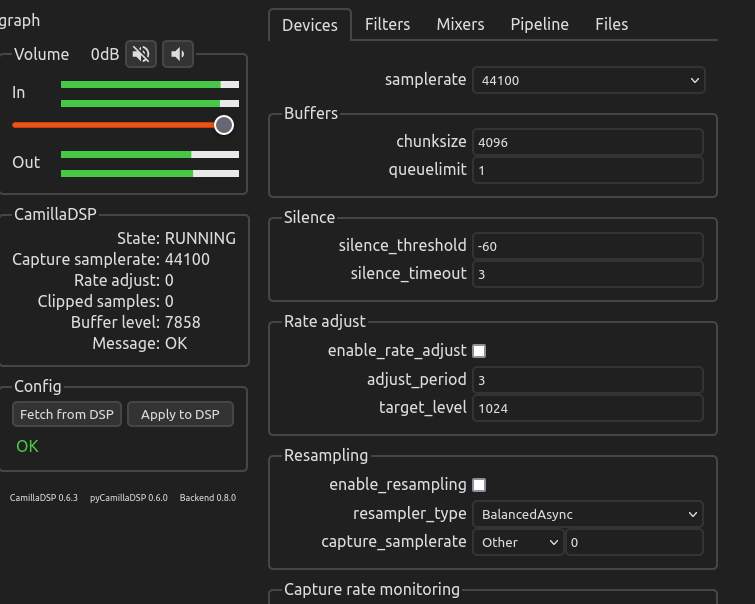 graph
Volume 0dB
In
Out
CamillaDSP
State: RUNNING
Capture samplerate: 44100
Rate adjust: 0
Clipped samples: 0
Buffer level: 7858
Message: OK
Config
Fetch from DSP Apply to DSP
OK
CamillaDSP 0.6.3 pyCamillaDSP 0.6.0 Backend 0.8.0
Devices Filters Mixers Pipeline Files
samplerate 44100
Buffers
chunksize 4096
queuelimit 1
Silence
silence_threshold -60
silence_timeout 3
Rate adjust
enable_rate_adjust
adjust_period 3
target_level 1024
Resampling
enable_resampling
resampler_type BalancedAsync
capture_samplerate Other 0
Capture rate monitoring